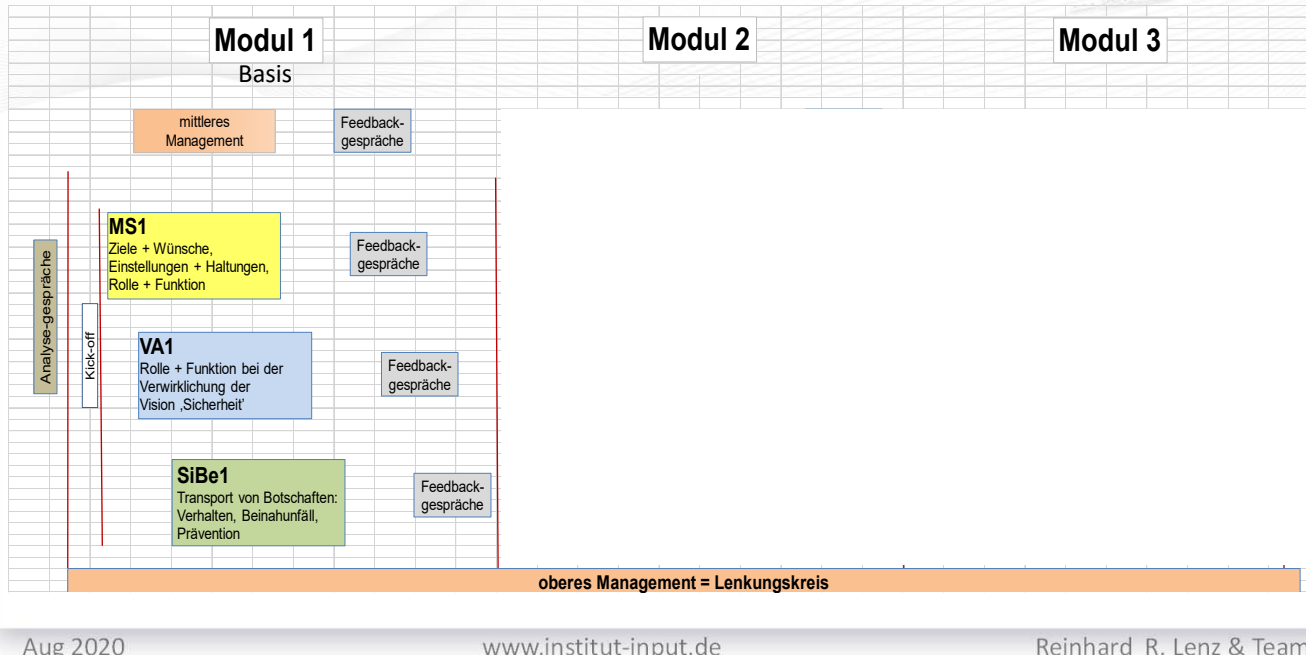 Modul 1
Basis
Modul 2
Modul 3
mittleres
Management
Feedback-
gespräche
MS1
Ziele + Wünsche,
Einstellungen + Haltungen,
Rolle + Funktion
Feedback-
gespräche
Analyse-gespräche
Kick-off
VA1
Rolle + Funktion bei der
Verwirklichung der
Vision ‚Sicherheit'
Feedback-
gespräche
SiBe1
Transport von Botschaften:
Verhalten, Beinahunfäll,
Prävention
Feedback-
gespräche
oberes Management = Lenkungskreis
Aug 2020
www.institut-input.de
Reinhard R. Lenz & Team